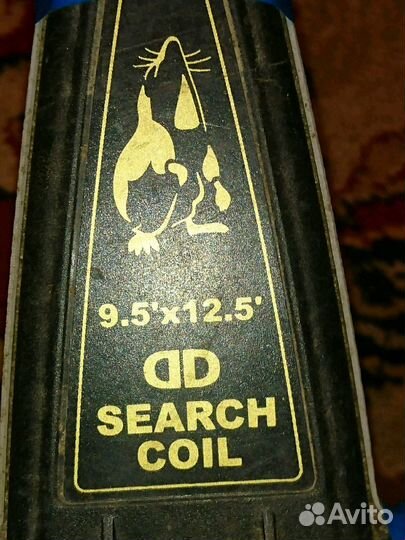 9.5'x12.5'
DD
SEARCH
COIL
Avito